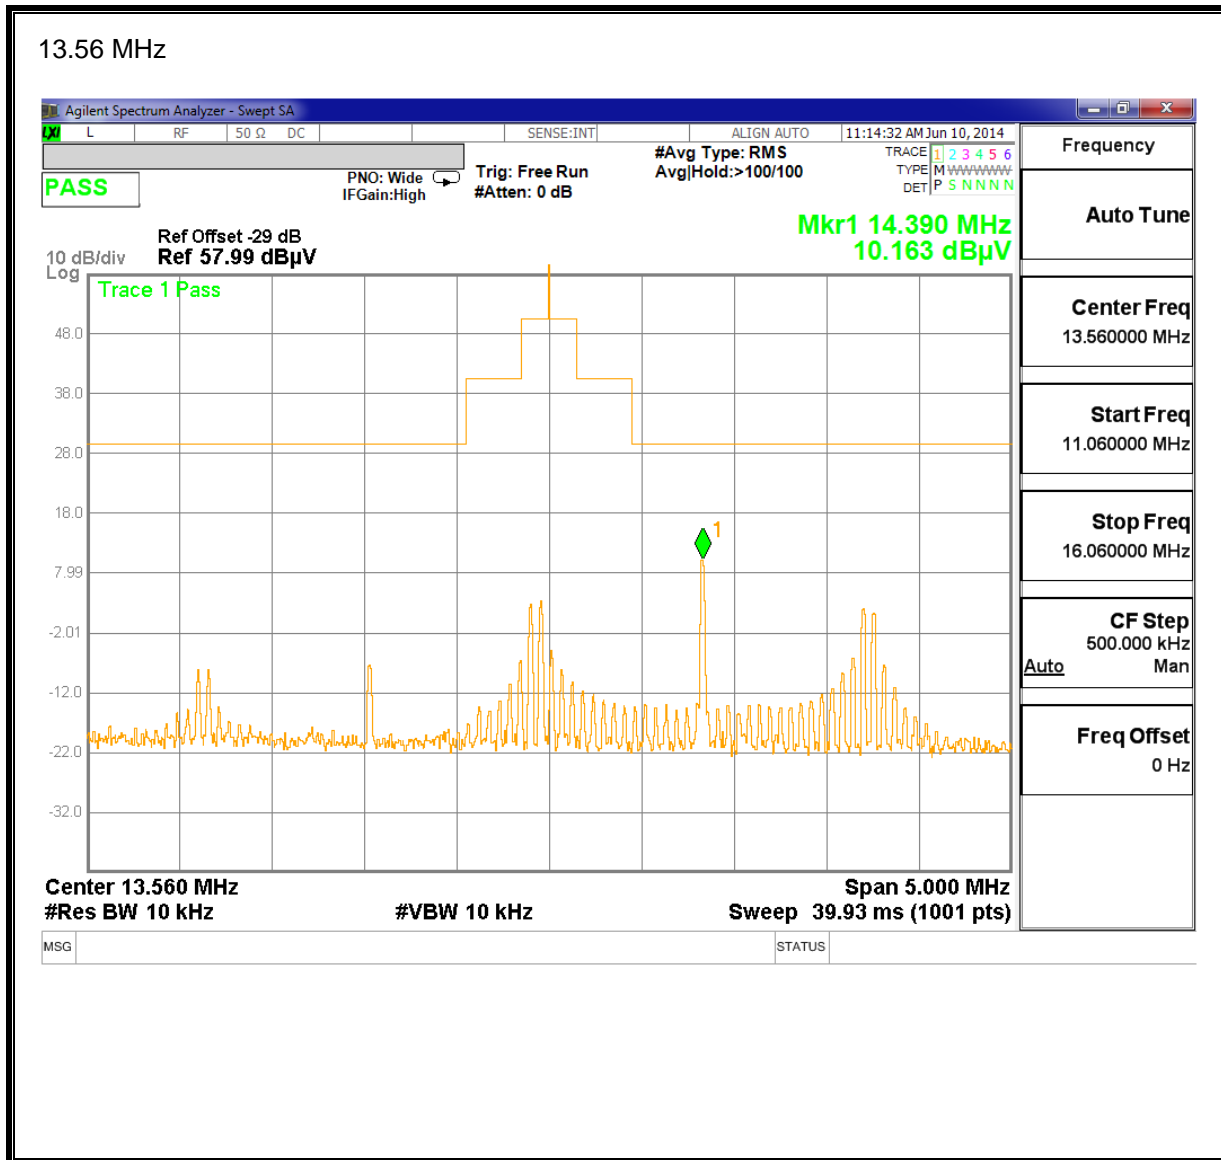 13.56 MHz
Agilent Spectrum Analyzer - Swept SA
LXI L RF 50 Ω DC SENSE:INT ALIGN AUTO 11:14:32 AM Jun 10, 2014
PASS
PNO: Wide
IFGain:High
Trig: Free Run
#Atten: 0 dB
#Avg Type: RMS
Avg|Hold:>100/100
TRACE 1 2 3 4 5 6
TYPE M W W W W W
DET P S N N N N
Frequency
Mkr1 14.390 MHz
10.163 dBµV
Ref Offset -29 dB
10 dB/div Ref 57.99 dBµV
Log
Trace 1 Pass
48.0
38.0
28.0
18.0
7.99
-2.01
-12.0
-22.0
-32.0
1
Center 13.560 MHz
Span 5.000 MHz
#Res BW 10 kHz
#VBW 10 kHz
Sweep 39.93 ms (1001 pts)
Auto Tune
Center Freq
13.560000 MHz
Start Freq
11.060000 MHz
Stop Freq
16.060000 MHz
CF Step
500.000 kHz
Auto Man
Freq Offset
0 Hz
MSG
STATUS